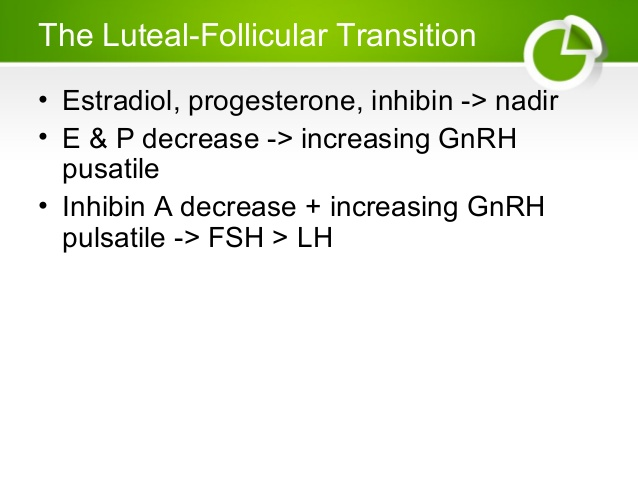 The Luteal-Follicular Transition
• Estradiol, progesterone, inhibin -> nadir
• E & P decrease -> increasing GnRH
pusatile
• Inhibin A decrease + increasing GnRH
pulsatile -> FSH > LH